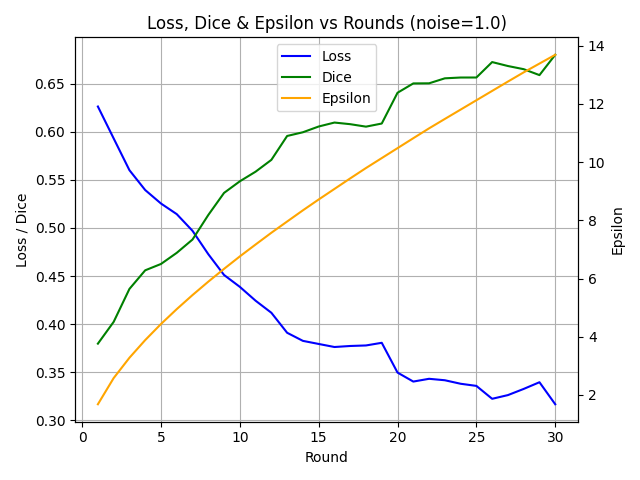 Loss, Dice & Epsilon vs Rounds (noise=1.0)
Loss
Dice
Epsilon
Loss / Dice
0.65
0.60
0.55
0.50
0.45
0.40
0.35
0.30
14
12
10
8
6
4
2
Epsilon
0 5 10 15 20 25 30
Round